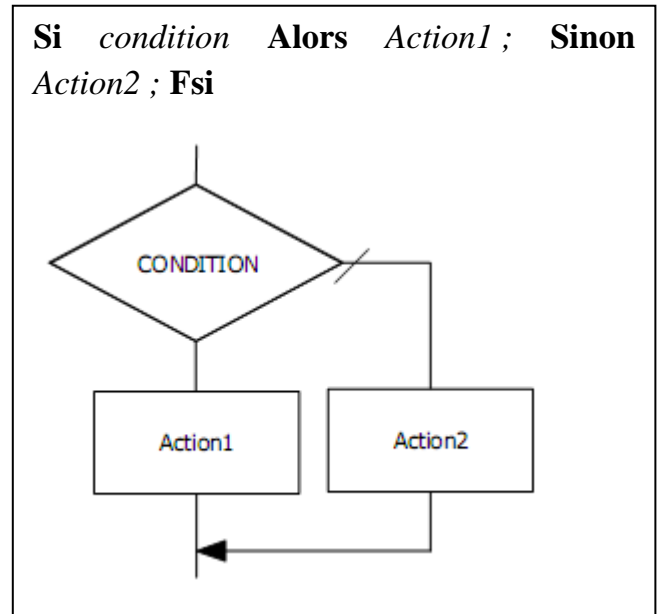 Si condition Alors Action1 ; Sinon
Action2 ; Fsi
CONDITION
Action1
Action2